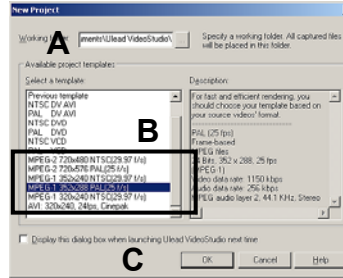 New Project
Working folder:
A
ments\Ulead VideoStudio\
Specify a working folder. All captured files
will be placed in this folder.
Available project templates
Select a template:
Previous template
NTSC DV AVI
PAL DV AVI
NTSC DVD
PAL DVD
NTSC VCD
MPEG-2 720x480 NTSC(29.97 f/s)
MPEG-2 720x576 PAL(25 f/s)
MPEG-1 352x240 NTSC(29.97 f/s)
MPEG-1 352x288 PAL(25 f/s)
MPEG-1 320x240 NTSC(29.97 f/s)
AVI: 320x240, 24fps, Cinepak
B
Description:
For fast and efficient rendering, you
should choose your template based on
your source videos' format.
PAL (25 fps)
Frame-based
MPEG files
24 Bits, 352 x 288, 25 fps
(MPEG-1)
Video data rate: 1150 kbps
Audio data rate: 256 kbps
MPEG audio layer 2, 44.1 KHz, Stereo
Display this dialog box when launching Ulead VideoStudio next time
C
OK
Cancel
Help